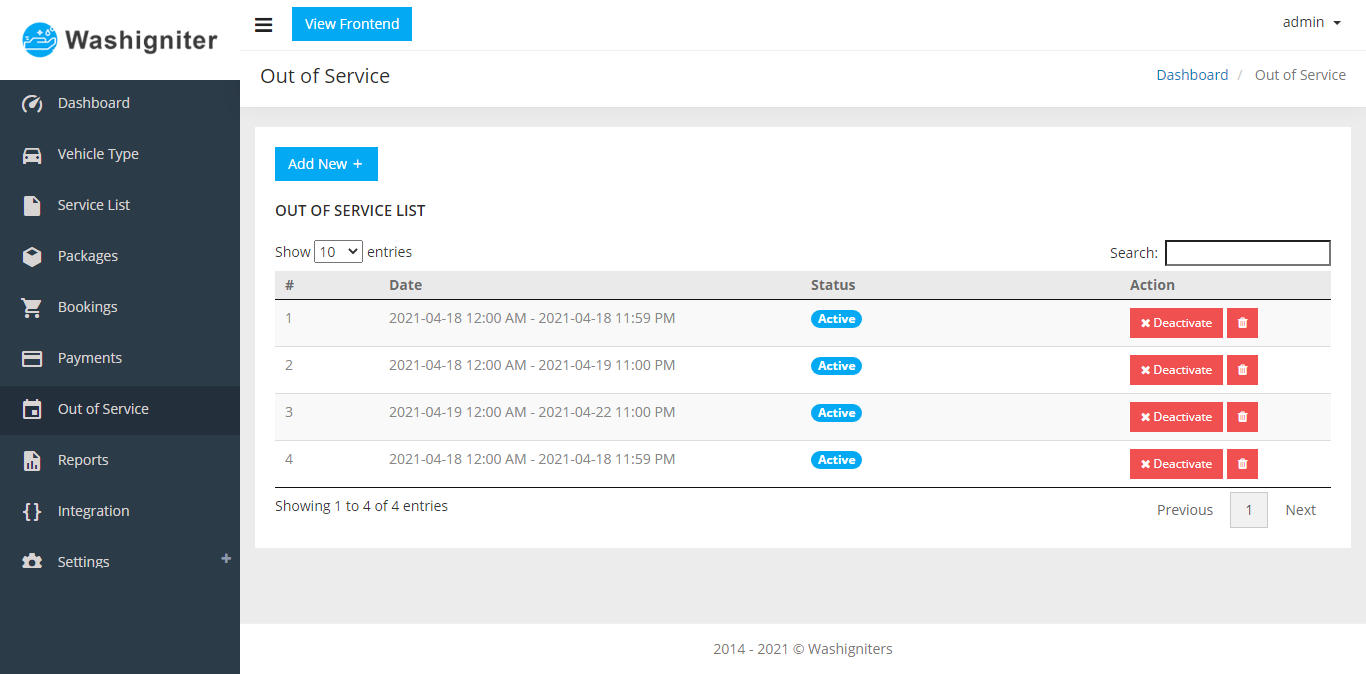 Washigniter
View Frontend
admin
Out of Service
Dashboard / Out of Service
Dashboard
Vehicle Type
Service List
Packages
Bookings
Payments
Out of Service
Reports
Integration
Settings +
Add New +
OUT OF SERVICE LIST
Show 10 entries
Search:
# Date Status Action
1 2021-04-18 12:00 AM - 2021-04-18 11:59 PM Active Deactivate
2 2021-04-18 12:00 AM - 2021-04-19 11:00 PM Active Deactivate
3 2021-04-19 12:00 AM - 2021-04-22 11:00 PM Active Deactivate
4 2021-04-18 12:00 AM - 2021-04-18 11:59 PM Active Deactivate
Showing 1 to 4 of 4 entries
Previous 1 Next
2014 - 2021 © Washigniters